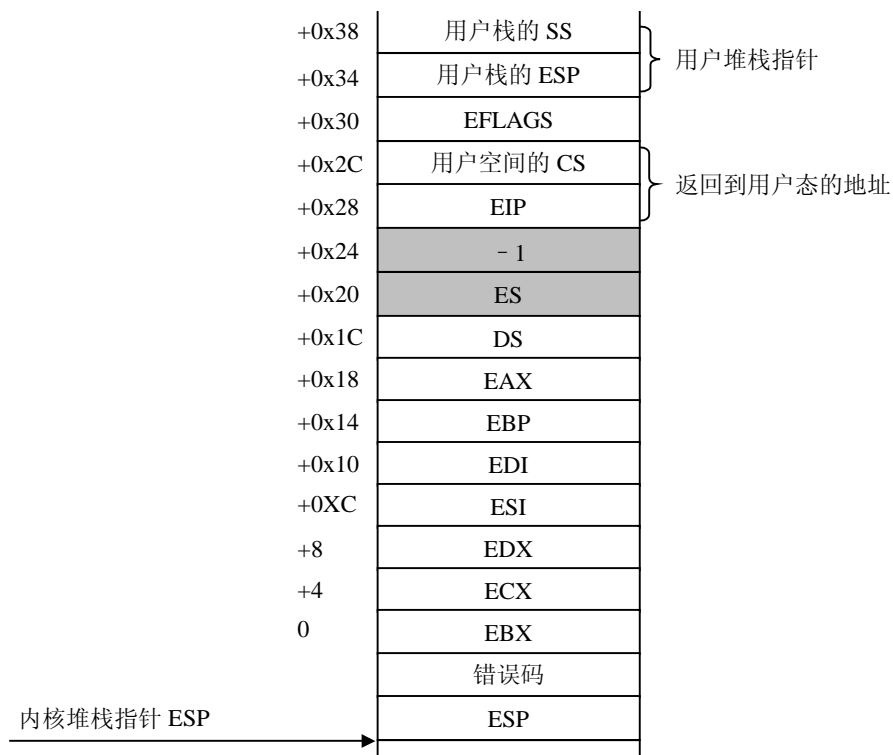 +0x38 用户栈的 SS
+0x34 用户栈的 ESP
用户堆栈指针
+0x30 EFLAGS
+0x2C 用户空间的 CS
+0x28 EIP
返回到用户态的地址
+0x24 －1
+0x20 ES
+0x1C DS
+0x18 EAX
+0x14 EBP
+0x10 EDI
+0XC ESI
+8 EDX
+4 ECX
0 EBX
错误码
内核堆栈指针 ESP ESP